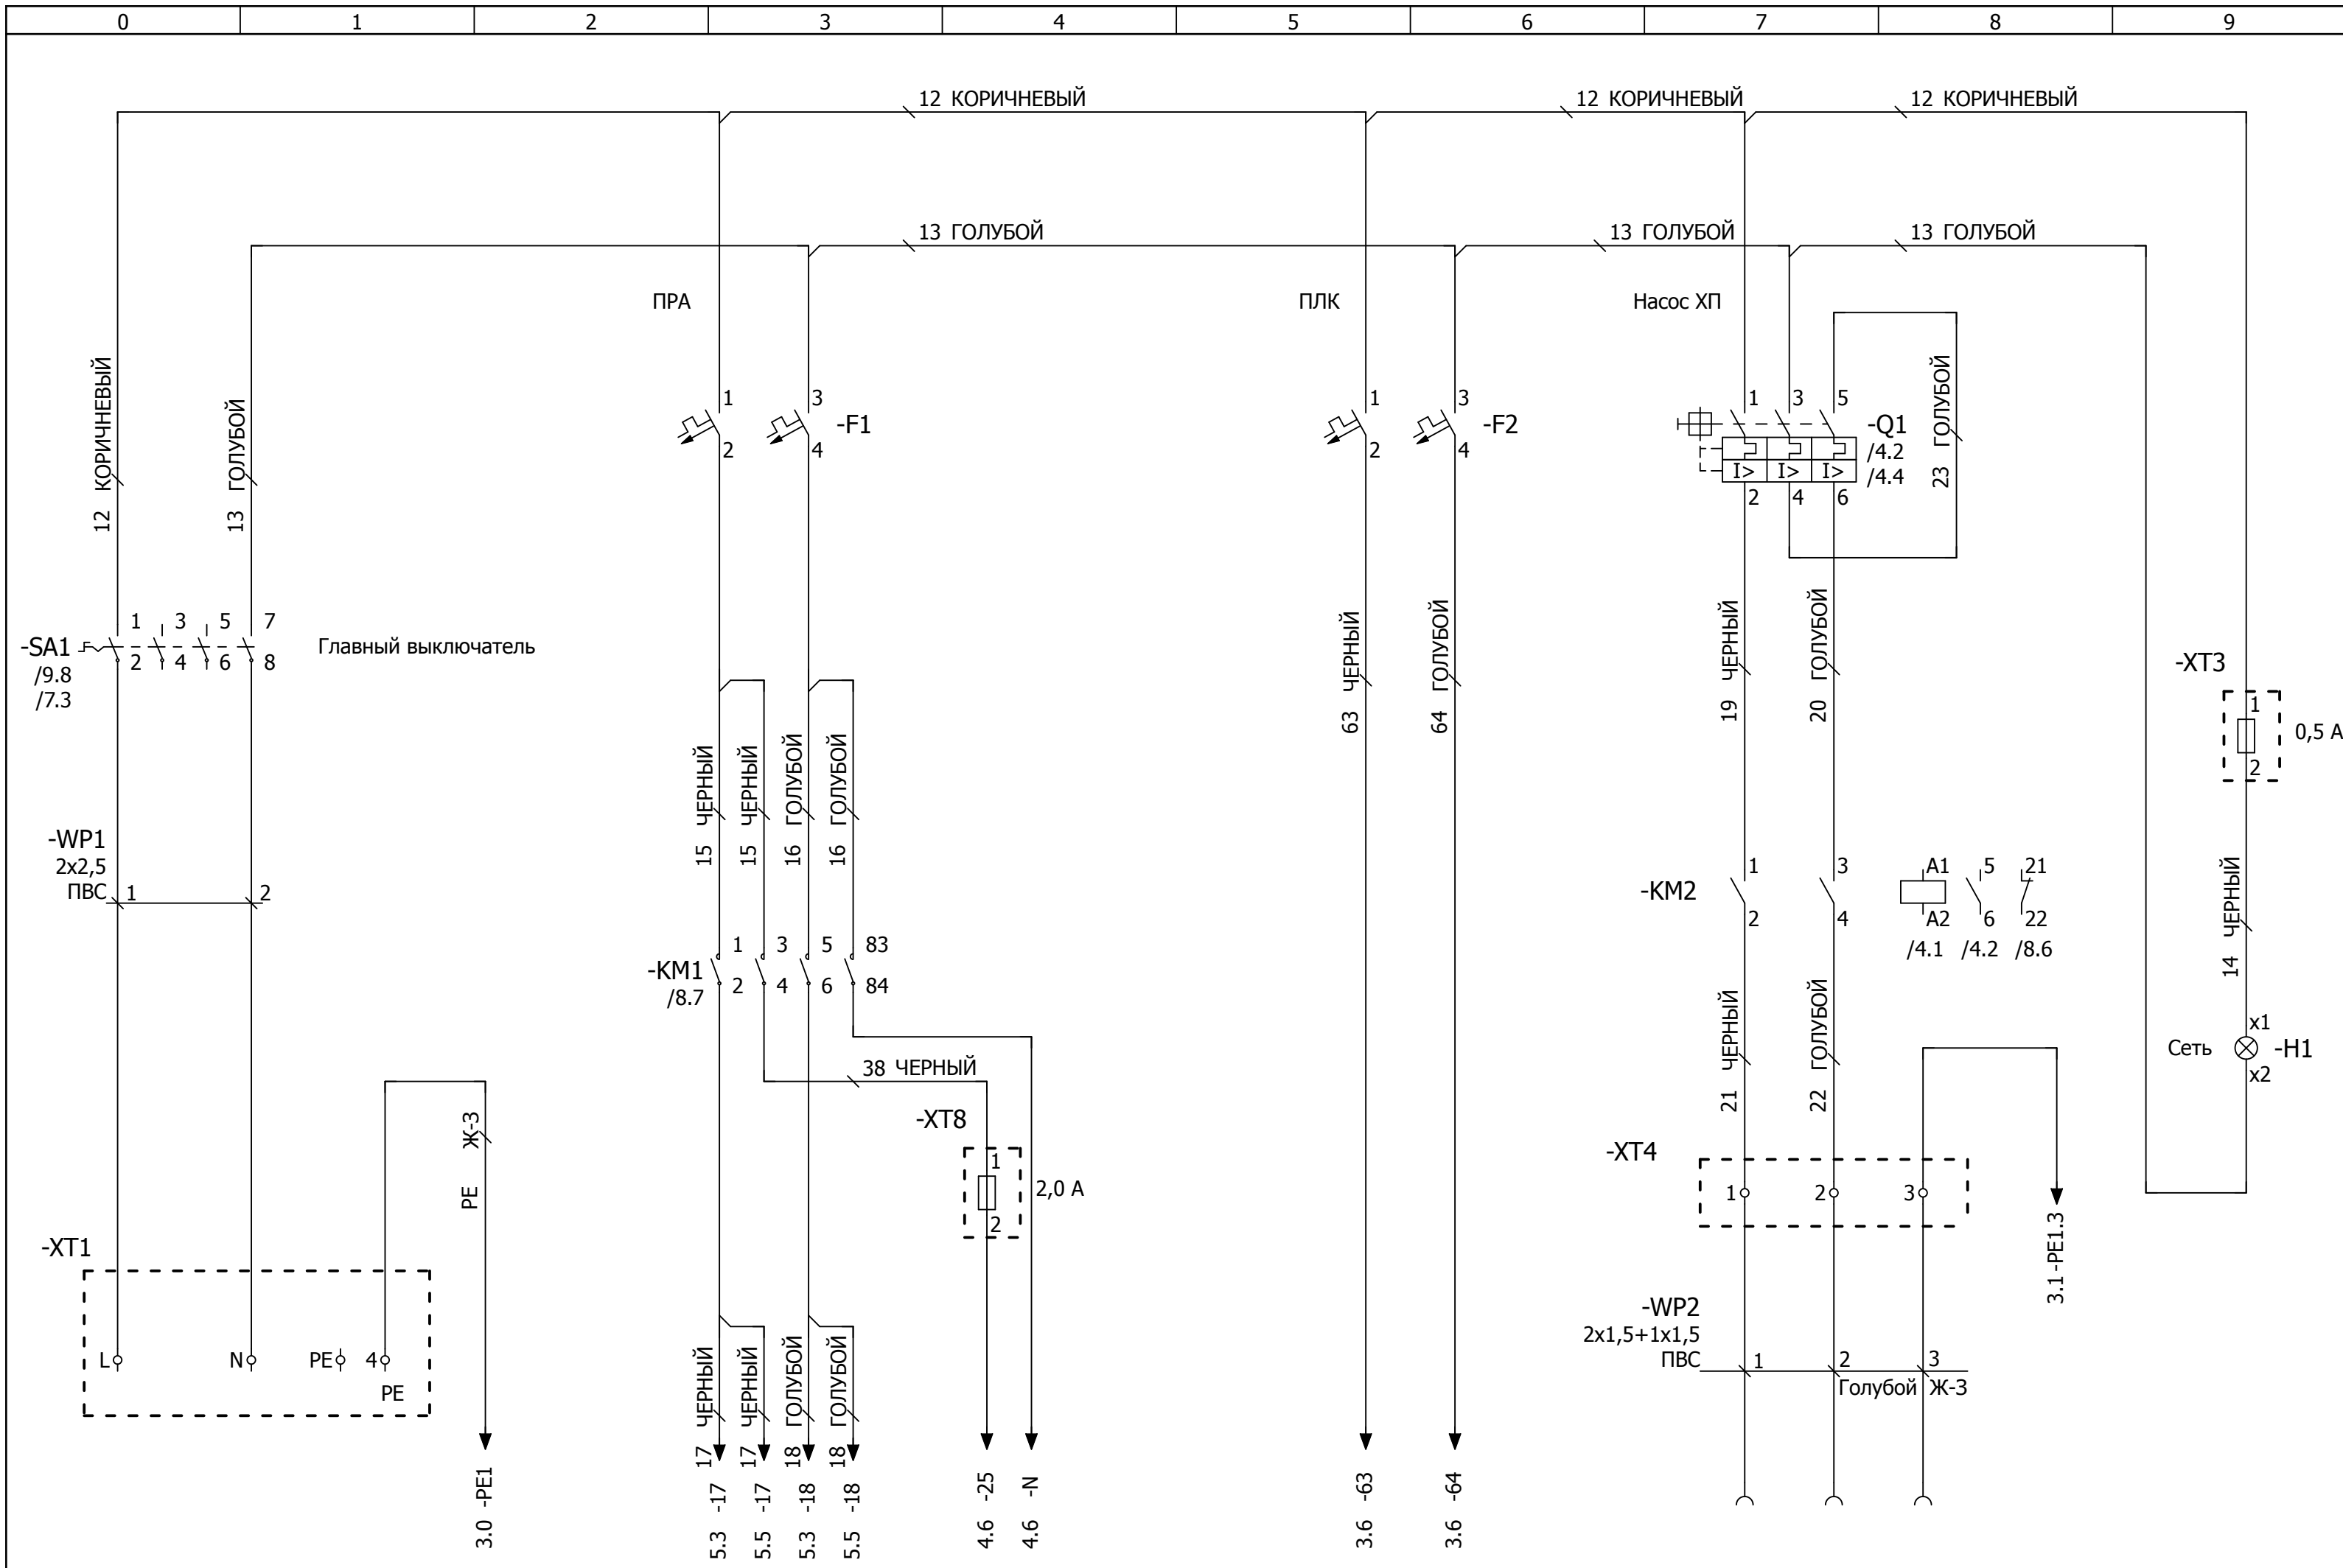 0 1 2 3 4 5 6 7 8 9
12 КОРИЧНЕВЫЙ
12 КОРИЧНЕВЫЙ
12 КОРИЧНЕВЫЙ
13 ГОЛУБОЙ
13 ГОЛУБОЙ
13 ГОЛУБОЙ
ПРА
ПЛК
Насос ХП
12 КОРИЧНЕВЫЙ
13 ГОЛУБОЙ
1 2
3 4
-F1
1 2
3 4
-F2
1 3 5
-Q1
/4.2
/4.4
I> I> I>
2 4 6
23 ГОЛУБОЙ
-SA1
/9.8
/7.3
1 3 5 7
2 4 6 8
Главный выключатель
63 ЧЕРНЫЙ
64 ГОЛУБОЙ
19 ЧЕРНЫЙ
20 ГОЛУБОЙ
-XT3
1
2
0,5 А
15 ЧЕРНЫЙ
15 ЧЕРНЫЙ
16 ГОЛУБОЙ
16 ГОЛУБОЙ
-WP1
2x2,5
ПВС
1 2
-KM2
1 3
2 4
A1 5 21
A2 6 22
/4.1 /4.2 /8.6
14 ЧЕРНЫЙ
-KM1
/8.7
1 3 5 83
2 4 6 84
21 ЧЕРНЫЙ
22 ГОЛУБОЙ
x1
Сеть
-H1
x2
38 ЧЕРНЫЙ
PE Ж-З
-XT8
1
2
2,0 А
-XT4
1 2 3
3.1 -PE1.3
-XT1
L N PE 4
PE
-WP2
2x1,5+1x1,5
ПВС
1 2 3
Голубой Ж-З
17 ЧЕРНЫЙ
17 ЧЕРНЫЙ
18 ГОЛУБОЙ
18 ГОЛУБОЙ
3.0 -PE1
5.3 -17
5.5 -17
5.3 -18
5.5 -18
4.6 -25
4.6 -N
3.6 -63
3.6 -64